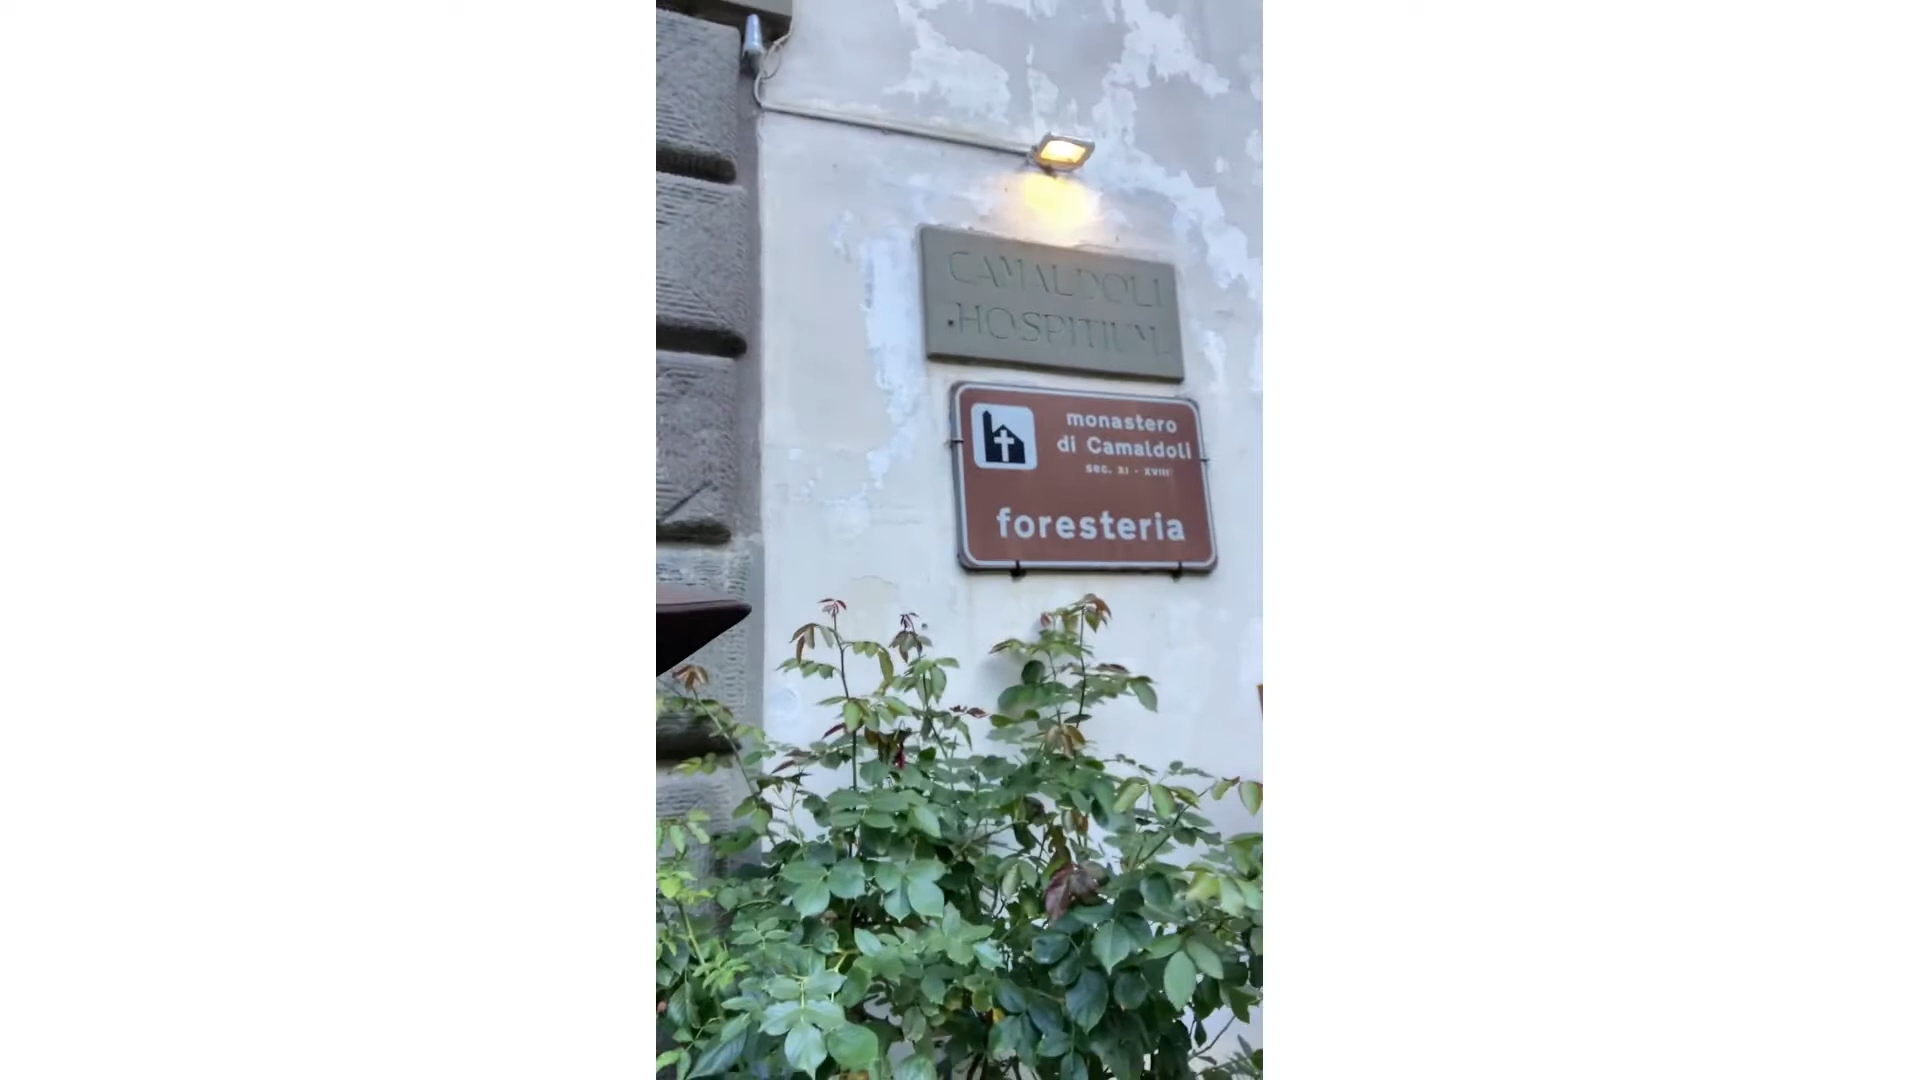 CAMALDOLI
·HOSPITIUM·
monastero
di Camaldoli
sec. XI - XVIII
foresteria